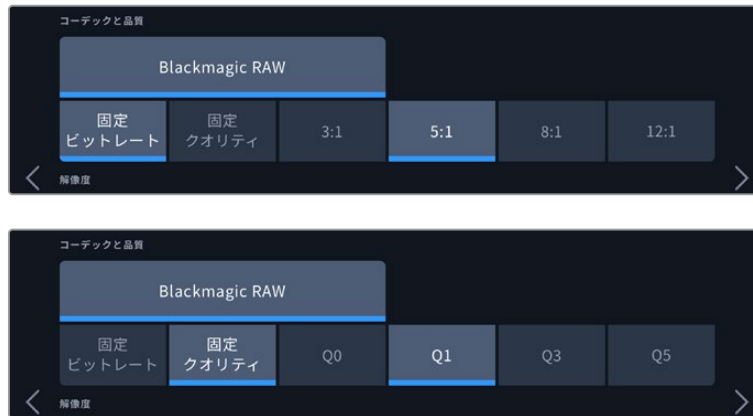 コーデックと品質
Blackmagic RAW
固定
ビットレート
固定
クオリティ
3:1
5:1
8:1
12:1
解像度
コーデックと品質
Blackmagic RAW
固定
ビットレート
固定
クオリティ
Q0
Q1
Q3
Q5
解像度